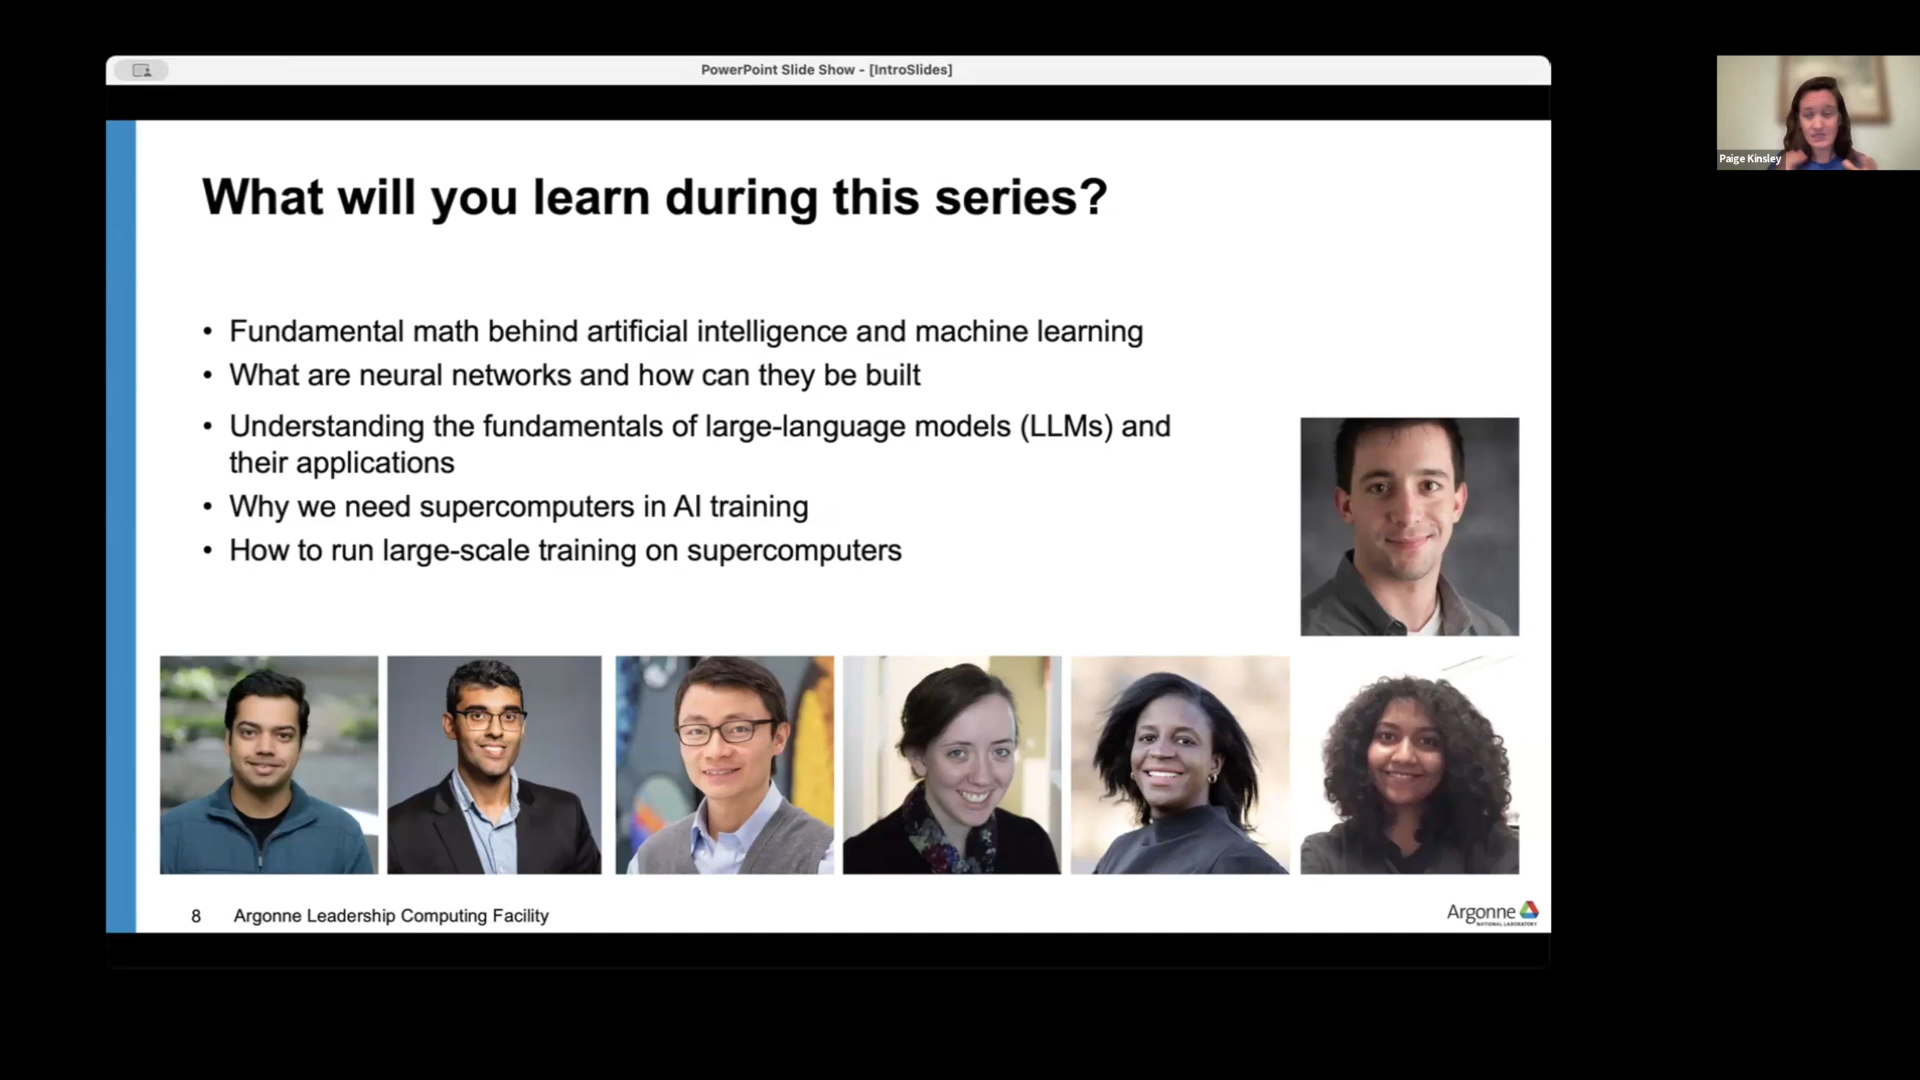 PowerPoint Slide Show - [IntroSlides]
Paige Kinsley
What will you learn during this series?
• Fundamental math behind artificial intelligence and machine learning
• What are neural networks and how can they be built
• Understanding the fundamentals of large-language models (LLMs) and
their applications
• Why we need supercomputers in AI training
• How to run large-scale training on supercomputers
8 Argonne Leadership Computing Facility
Argonne
NATIONAL LABORATORY